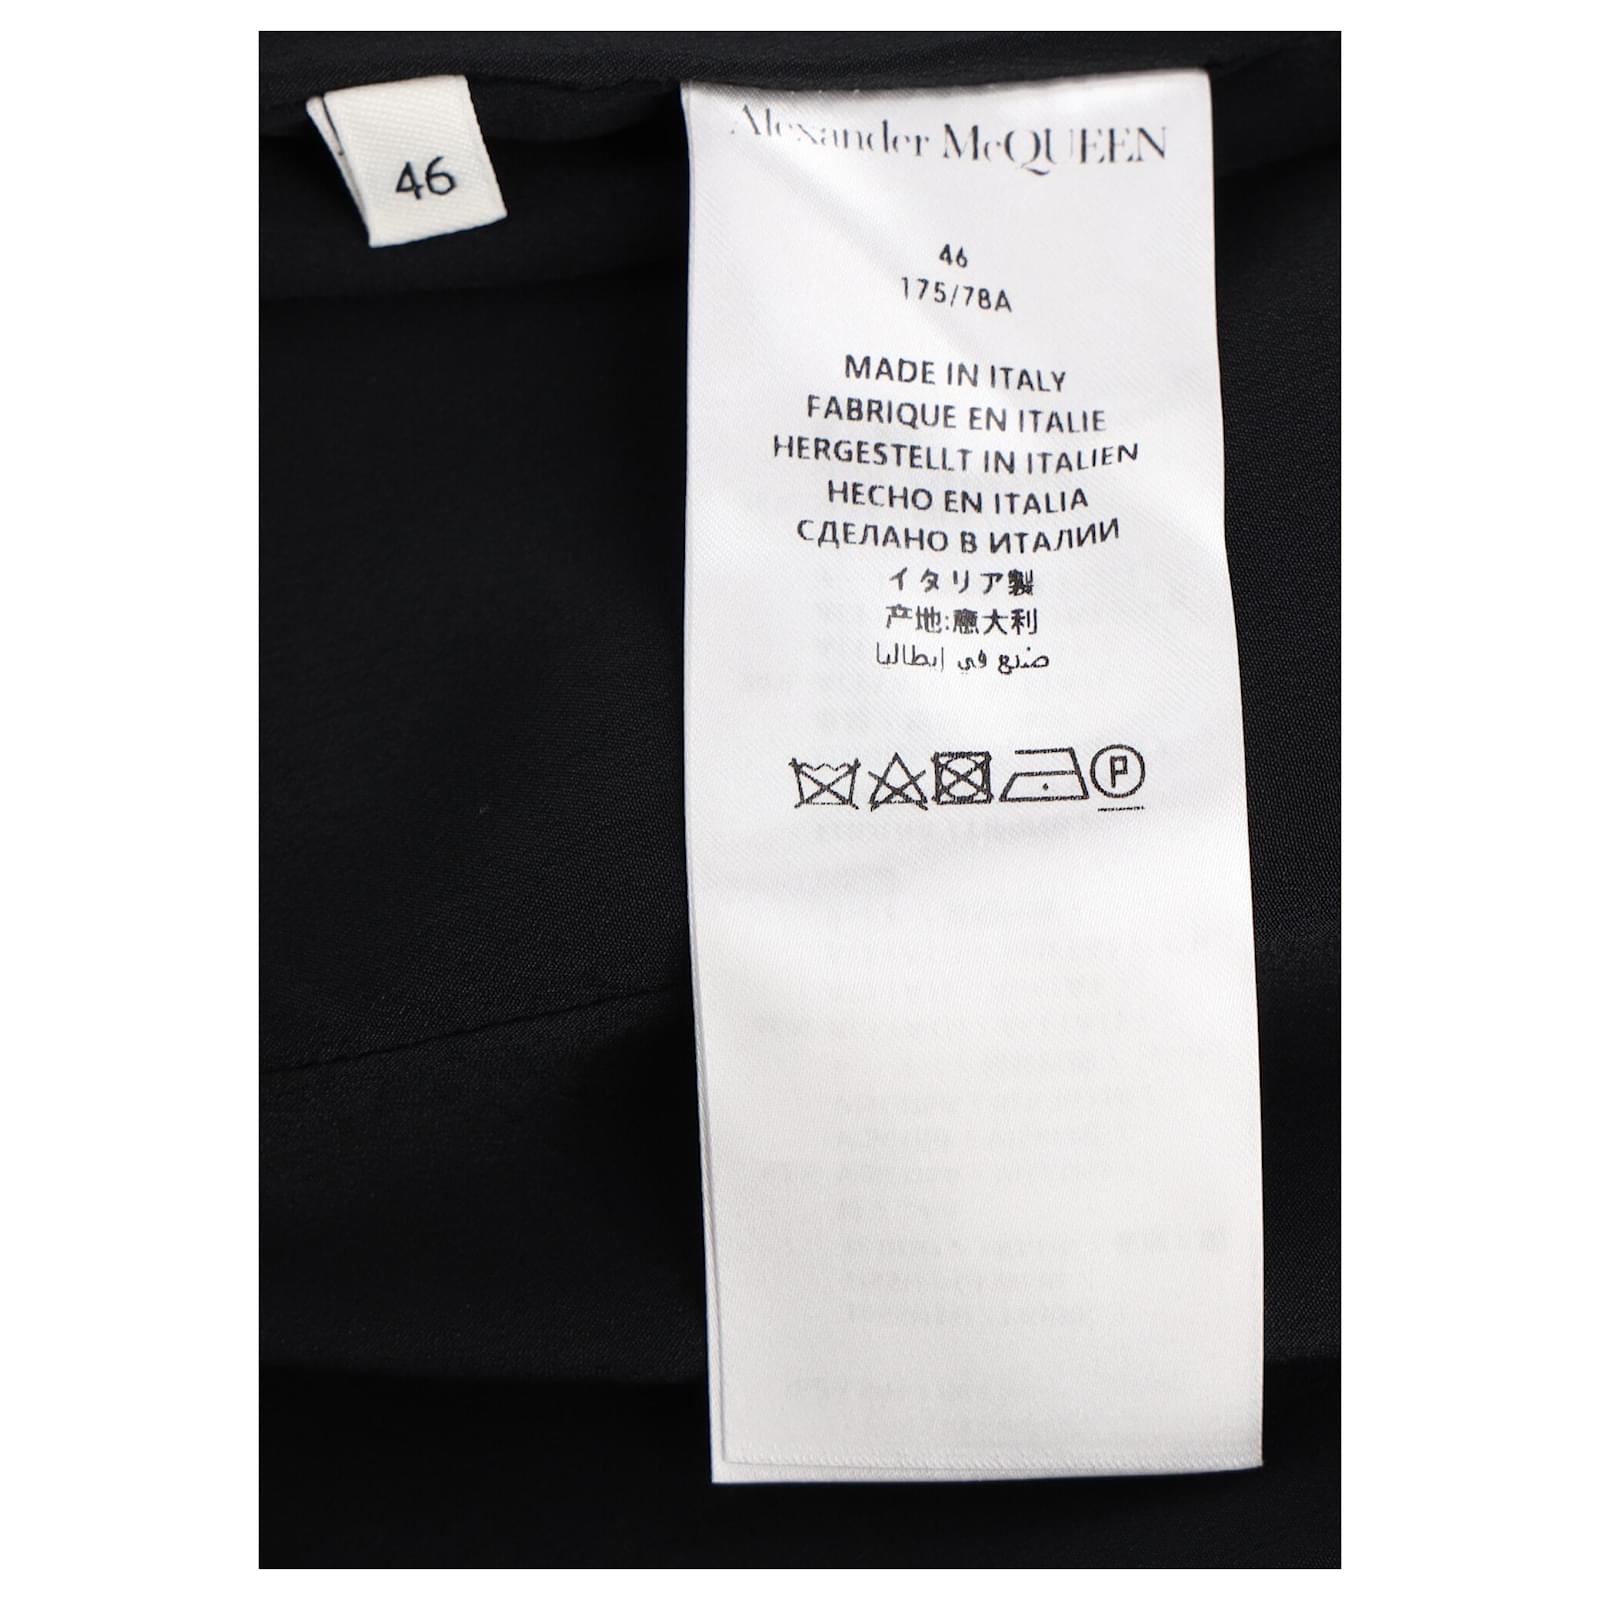 46
Alexander McQUEEN
46
175/78A
MADE IN ITALY
FABRIQUE EN ITALIE
HERGESTELLT IN ITALIEN
HECHO EN ITALIA
СДЕЛАНО В ИТАЛИИ
イタリア製
产地:意大利
صنع في إيطاليا
P